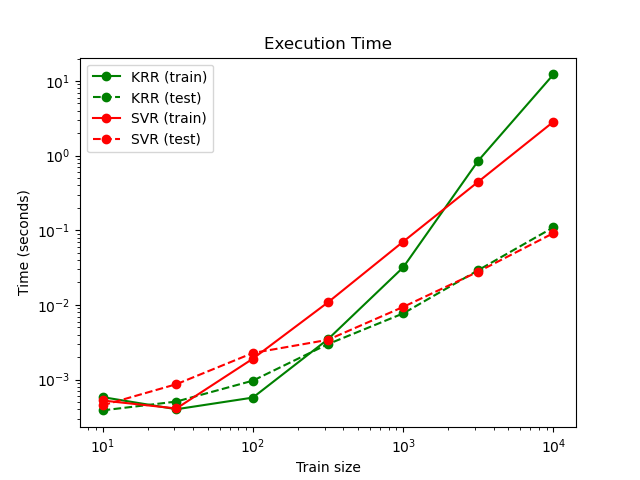 Execution Time
KRR (train)
KRR (test)
SVR (train)
SVR (test)
Time (seconds)
10¹
10⁰
10⁻¹
10⁻²
10⁻³
10¹ 10² 10³ 10⁴
Train size